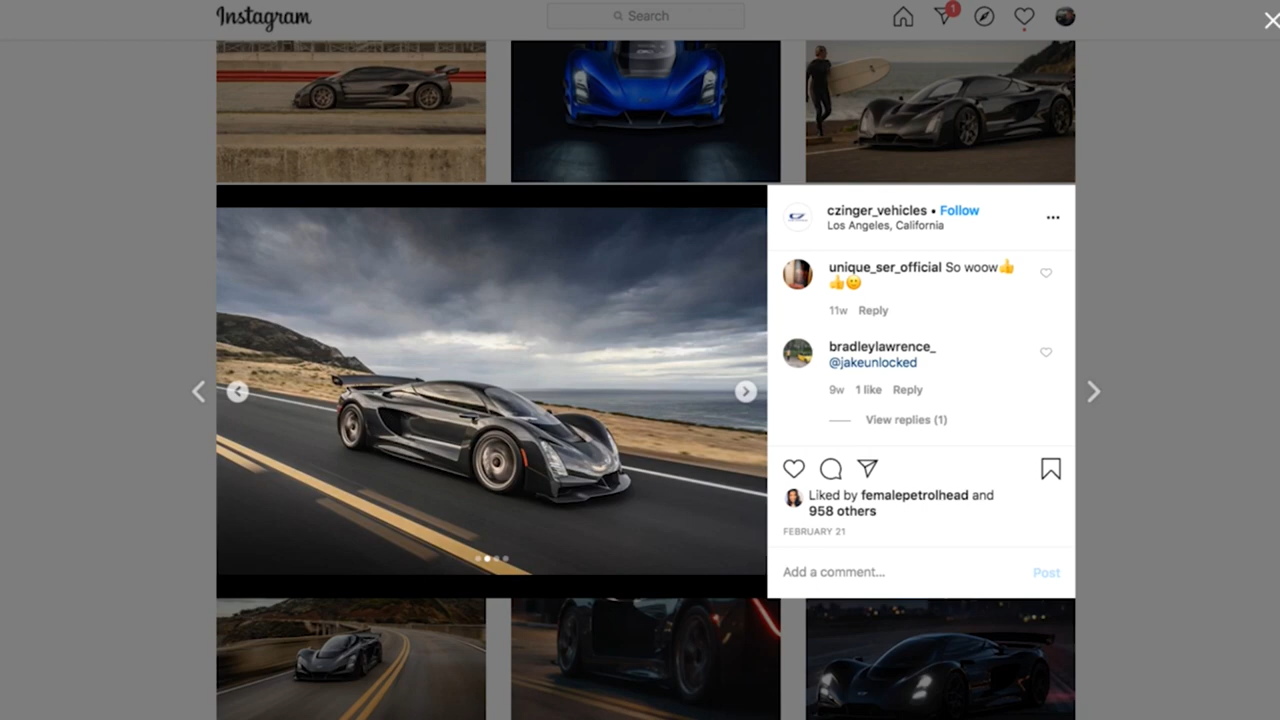 Instagram
Search
1
czinger_vehicles • Follow
Los Angeles, California
unique_ser_official So woow👍
👍🙂
11w Reply
bradleylawrence_
@jakeunlocked
9w 1 like Reply
View replies (1)
Liked by femalepetrolhead and
958 others
FEBRUARY 21
Add a comment... Post